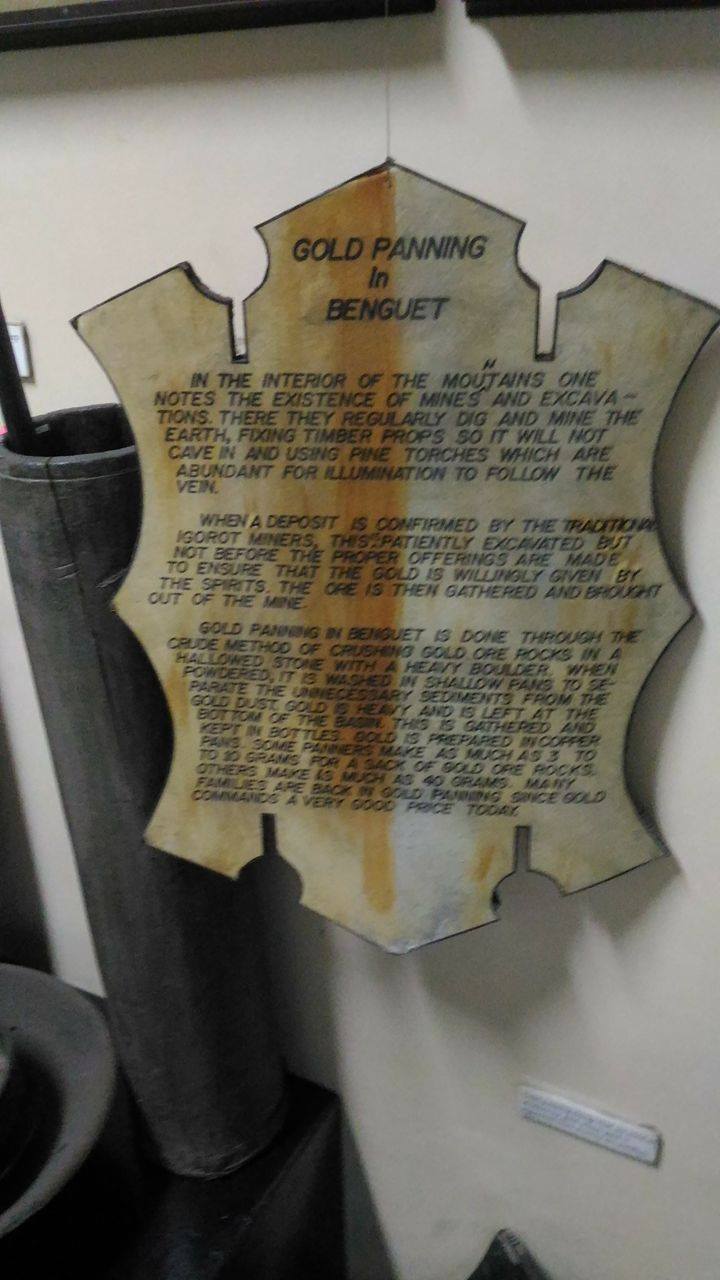 GOLD PANNING
In
BENGUET
IN THE INTERIOR OF THE MOUNTAINS ONE
NOTES THE EXISTENCE OF MINES AND EXCAVA-
TIONS. THERE THEY REGULARLY DIG AND MINE THE
EARTH, FIXING TIMBER PROPS SO IT WILL NOT
CAVE IN AND USING PINE TORCHES WHICH ARE
ABUNDANT FOR ILLUMINATION TO FOLLOW THE
VEIN.
WHEN A DEPOSIT IS CONFIRMED BY THE TRADITIONAL
IGOROT MINERS, THIS IS PATIENTLY EXCAVATED BUT
NOT BEFORE THE PROPER OFFERINGS ARE MADE
TO ENSURE THAT THE GOLD IS WILLINGLY GIVEN BY
THE SPIRITS. THE ORE IS THEN GATHERED AND BROUGHT
OUT OF THE MINE.
GOLD PANNING IN BENGUET IS DONE THROUGH THE
CRUDE METHOD OF CRUSHING GOLD ORE ROCKS IN A
HALLOWED STONE WITH A HEAVY BOULDER. WHEN
POWDERED, IT IS WASHED IN SHALLOW PANS TO SE-
PARATE THE UNNECESSARY SEDIMENTS FROM THE
GOLD DUST. GOLD IS HEAVY AND IS LEFT AT THE
BOTTOM OF THE BASIN. THIS IS GATHERED AND
KEPT IN BOTTLES. GOLD IS PREPARED IN COPPER
PANS. SOME PANNERS MAKE AS MUCH AS 3 TO
TO 10 GRAMS FOR A SACK OF GOLD ORE ROCKS.
OTHERS MAKE AS MUCH AS 40 GRAMS. MANY
FAMILIES ARE BACK IN GOLD PANNING SINCE GOLD
COMMANDS A VERY GOOD PRICE TODAY.